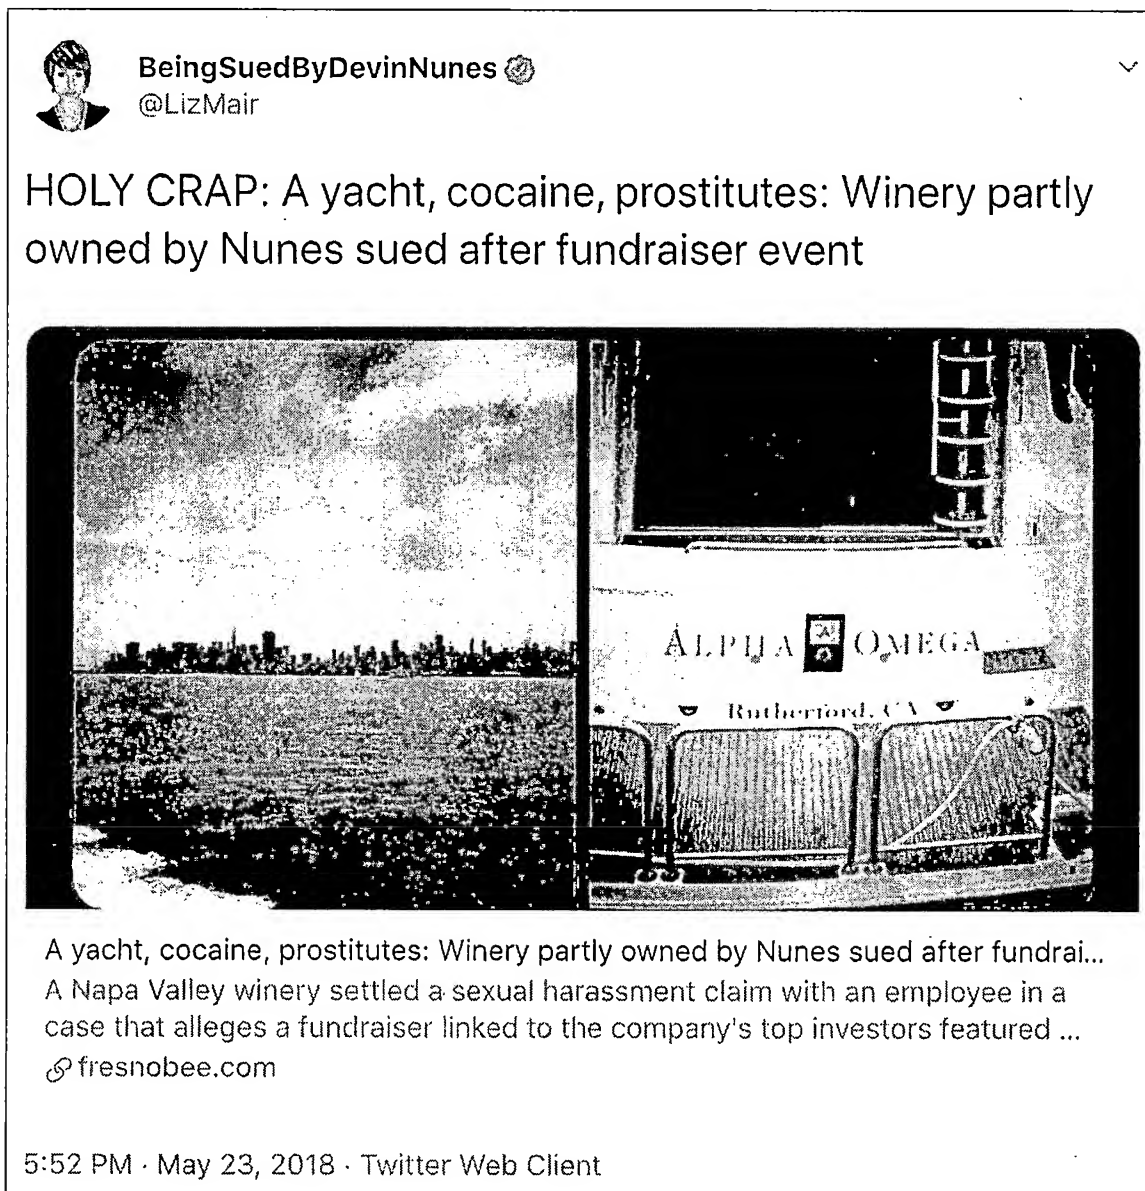 BeingSuedByDevinNunes
@LizMair
HOLY CRAP: A yacht, cocaine, prostitutes: Winery partly
owned by Nunes sued after fundraiser event
ALPHA OMEGA
Rutherford, CA
A yacht, cocaine, prostitutes: Winery partly owned by Nunes sued after fundrai...
A Napa Valley winery settled a sexual harassment claim with an employee in a
case that alleges a fundraiser linked to the company's top investors featured ...
fresnobee.com
5:52 PM · May 23, 2018 · Twitter Web Client